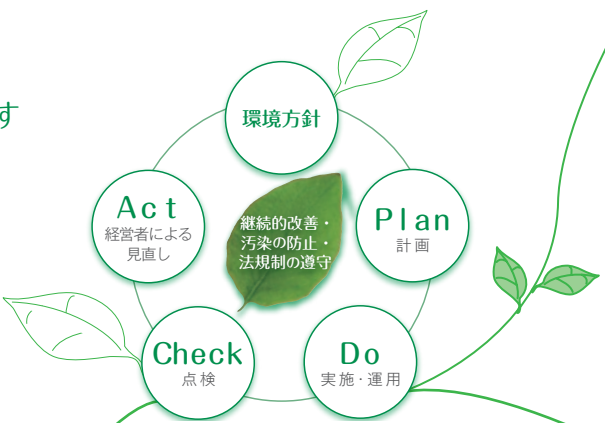 す
環境方針
Act
経営者による
見直し
継続的改善・
汚染の防止・
法規制の遵守
Plan
計画
Check
点検
Do
実施・運用